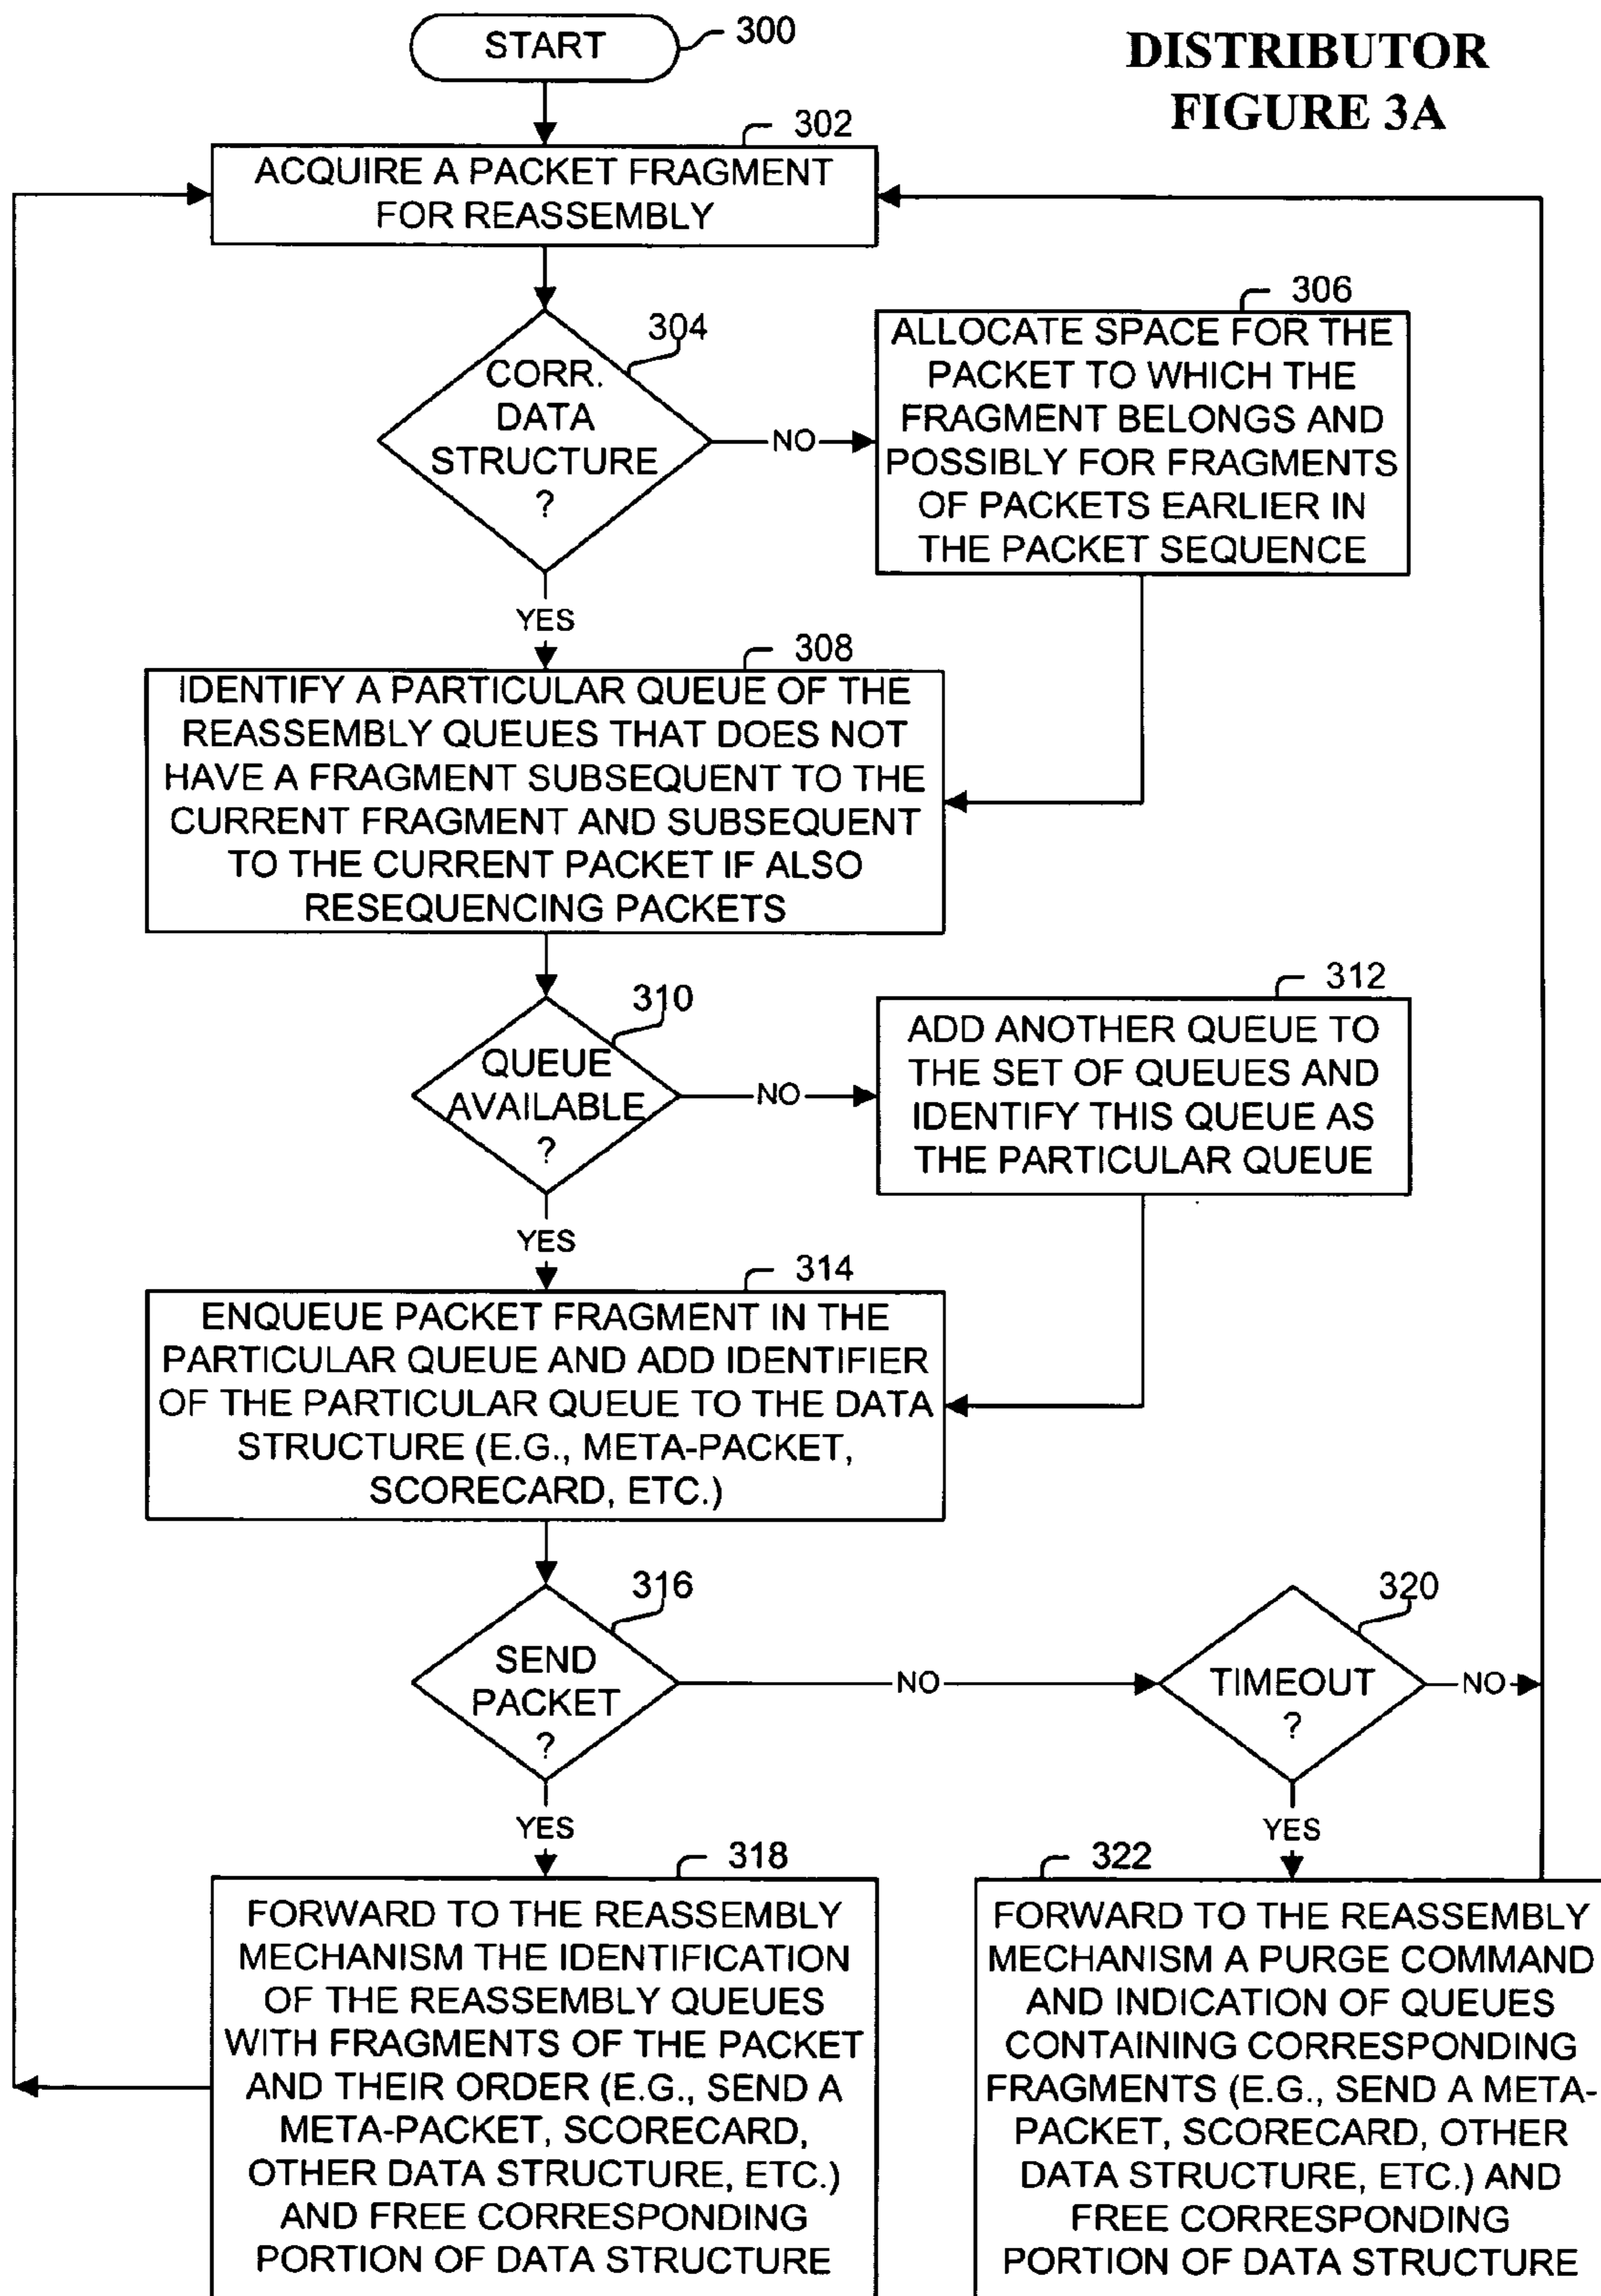 START
300
DISTRIBUTOR
FIGURE 3A
302
ACQUIRE A PACKET FRAGMENT
FOR REASSEMBLY
304
CORR.
DATA
STRUCTURE
?
NO
306
ALLOCATE SPACE FOR THE
PACKET TO WHICH THE
FRAGMENT BELONGS AND
POSSIBLY FOR FRAGMENTS
OF PACKETS EARLIER IN
THE PACKET SEQUENCE
YES
308
IDENTIFY A PARTICULAR QUEUE OF THE
REASSEMBLY QUEUES THAT DOES NOT
HAVE A FRAGMENT SUBSEQUENT TO THE
CURRENT FRAGMENT AND SUBSEQUENT
TO THE CURRENT PACKET IF ALSO
RESEQUENCING PACKETS
310
QUEUE
AVAILABLE
?
NO
312
ADD ANOTHER QUEUE TO
THE SET OF QUEUES AND
IDENTIFY THIS QUEUE AS
THE PARTICULAR QUEUE
YES
314
ENQUEUE PACKET FRAGMENT IN THE
PARTICULAR QUEUE AND ADD IDENTIFIER
OF THE PARTICULAR QUEUE TO THE DATA
STRUCTURE (E.G., META-PACKET,
SCORECARD, ETC.)
316
SEND
PACKET
?
NO
320
TIMEOUT
?
NO
YES
YES
318
FORWARD TO THE REASSEMBLY
MECHANISM THE IDENTIFICATION
OF THE REASSEMBLY QUEUES
WITH FRAGMENTS OF THE PACKET
AND THEIR ORDER (E.G., SEND A
META-PACKET, SCORECARD,
OTHER DATA STRUCTURE, ETC.)
AND FREE CORRESPONDING
PORTION OF DATA STRUCTURE
322
FORWARD TO THE REASSEMBLY
MECHANISM A PURGE COMMAND
AND INDICATION OF QUEUES
CONTAINING CORRESPONDING
FRAGMENTS (E.G., SEND A META-
PACKET, SCORECARD, OTHER
DATA STRUCTURE, ETC.) AND
FREE CORRESPONDING
PORTION OF DATA STRUCTURE